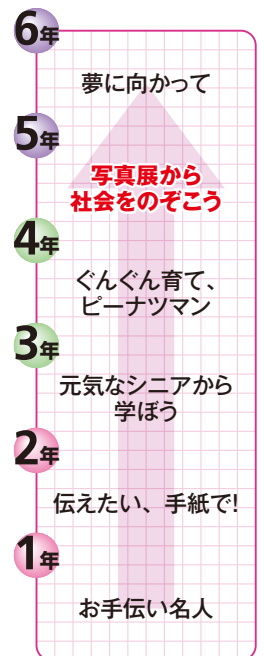 6年
夢に向かって
5年
写真展から
社会をのぞこう
4年
ぐんぐん育て、
ピーナツマン
3年
元気なシニアから
学ぼう
2年
伝えたい、手紙で!
1年
お手伝い名人